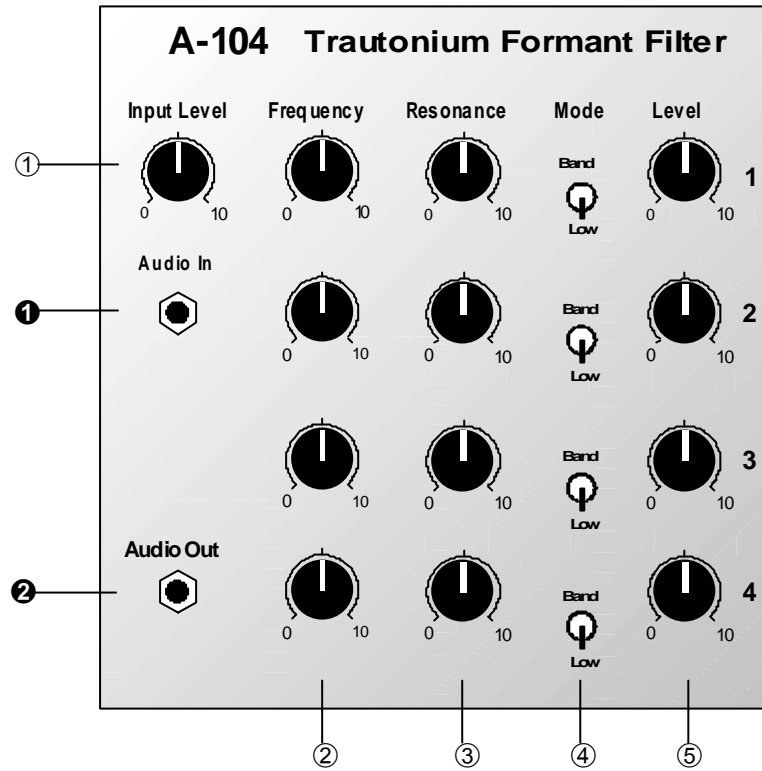 A-104 Trautonium Formant Filter
Input Level Frequency Resonance Mode Level
① Band 1
0 10 0 10 0 10 Low 0 10
Audio In
❶ Band 2
0 10 0 10 Low 0 10
Band 3
0 10 0 10 Low 0 10
Audio Out
❷ Band 4
0 10 0 10 Low 0 10
② ③ ④ ⑤